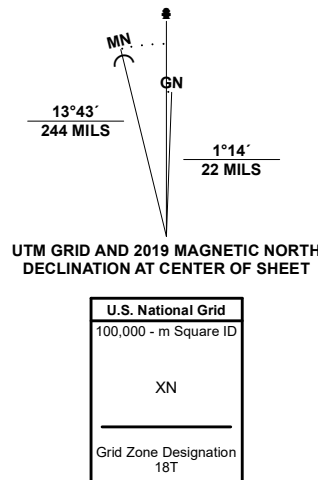 MN
GN
13°43´
244 MILS
1°14´
22 MILS
UTM GRID AND 2019 MAGNETIC NORTH
DECLINATION AT CENTER OF SHEET
U.S. National Grid
100,000 - m Square ID
XN
Grid Zone Designation
18T